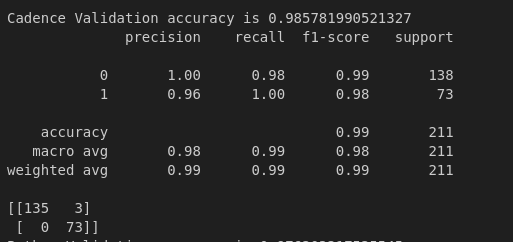 Cadence Validation accuracy is 0.985781990521327
precision recall f1-score support
0 1.00 0.98 0.99 138
1 0.96 1.00 0.98 73
accuracy 0.99 211
macro avg 0.98 0.99 0.98 211
weighted avg 0.99 0.99 0.99 211
[[135 3]
[ 0 73]]